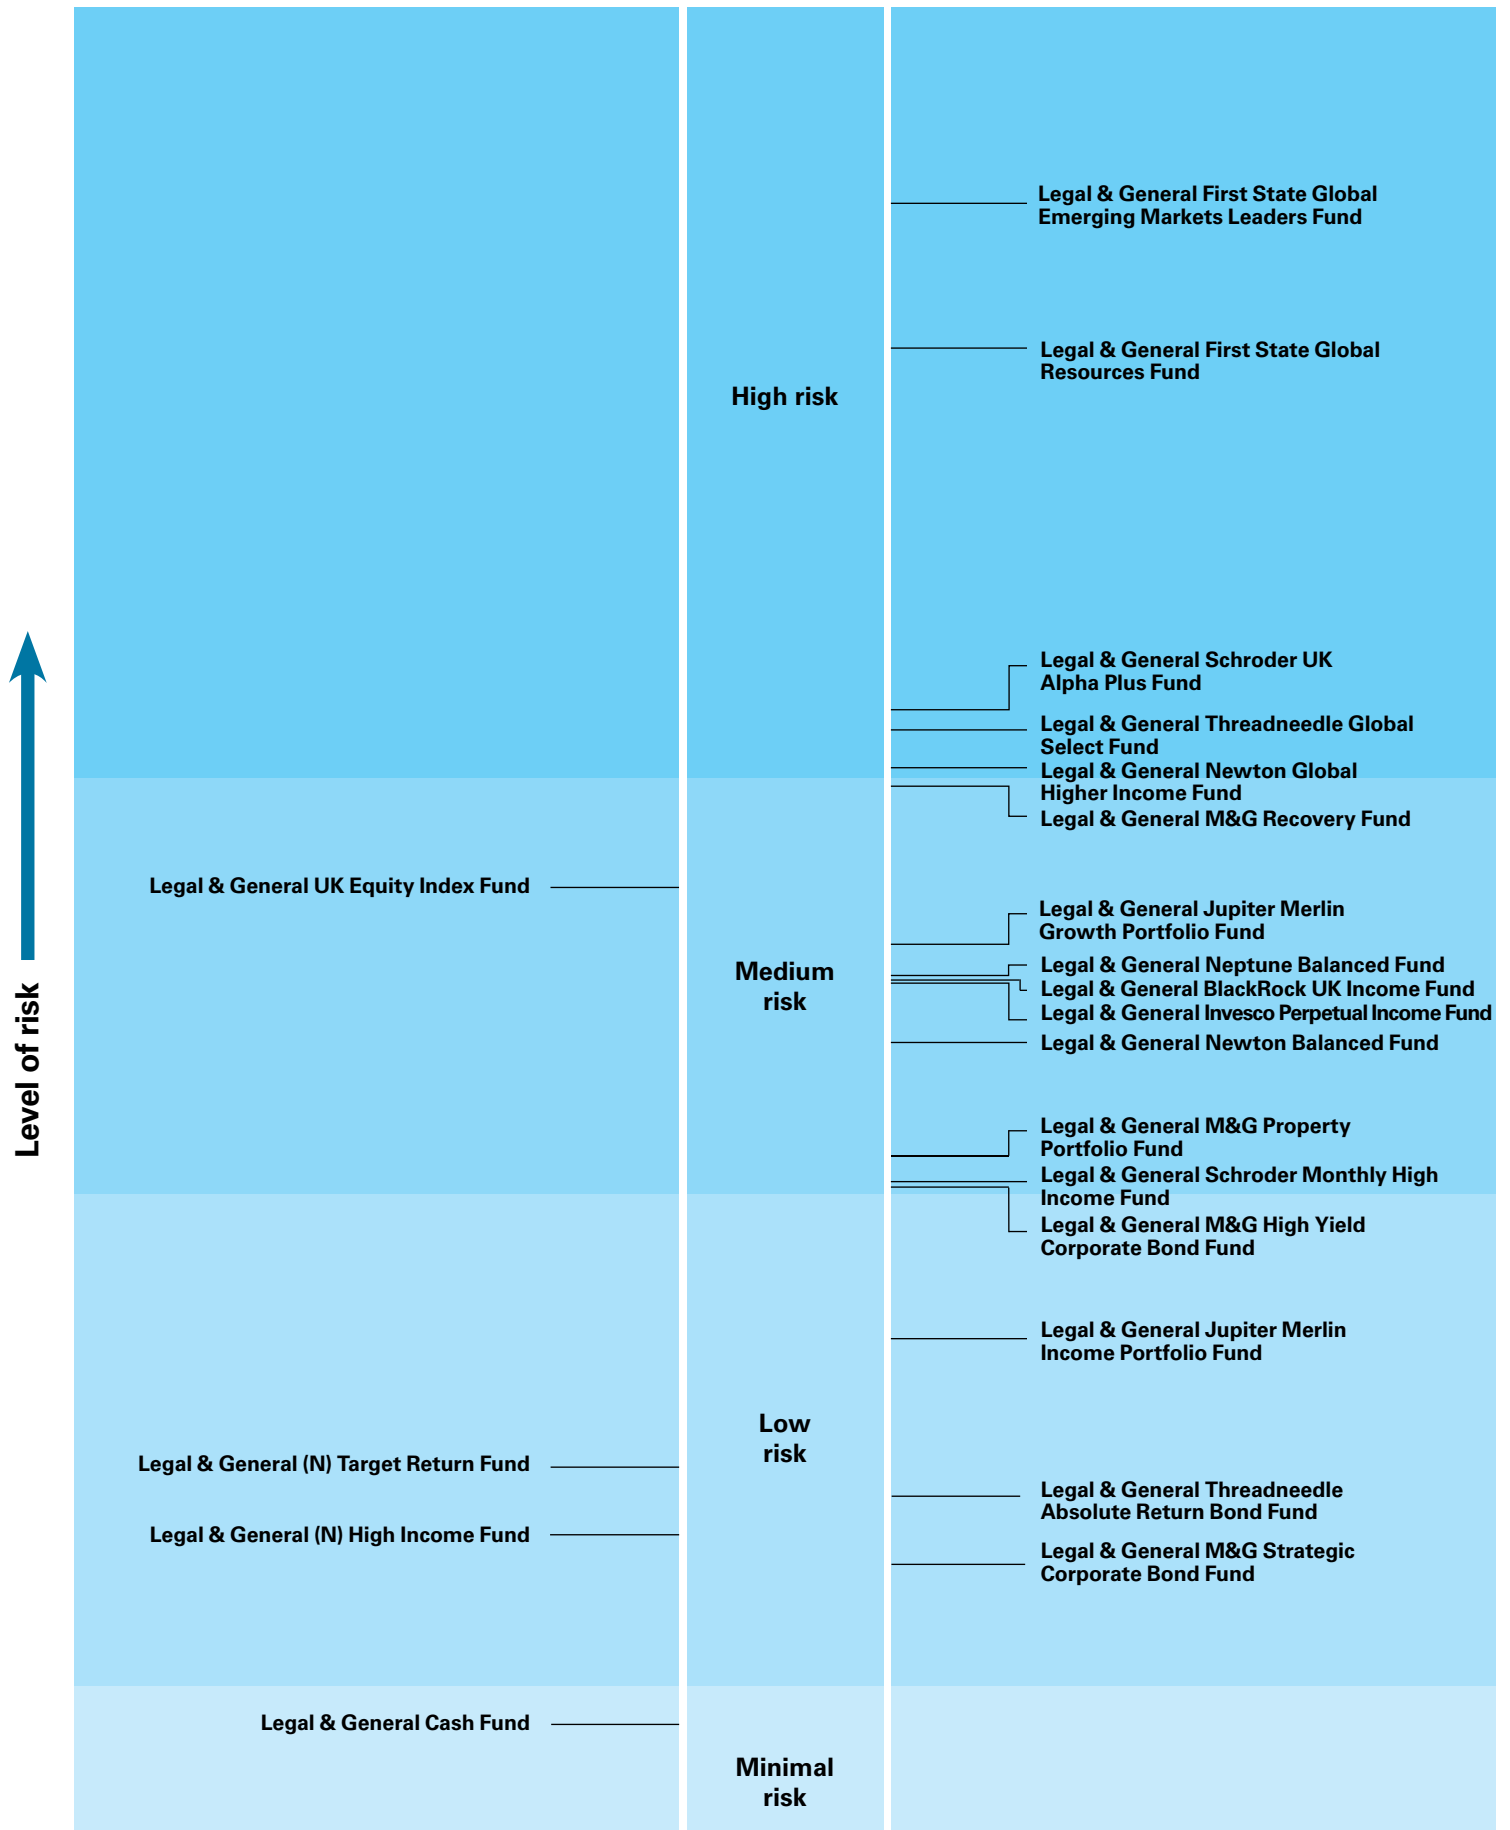 Legal & General First State Global
Emerging Markets Leaders Fund
Legal & General First State Global
Resources Fund
High risk
Legal & General Schroder UK
Alpha Plus Fund
Legal & General Threadneedle Global
Select Fund
Legal & General Newton Global
Higher Income Fund
Legal & General M&G Recovery Fund
Legal & General UK Equity Index Fund
Legal & General Jupiter Merlin
Growth Portfolio Fund
Medium
risk
Legal & General Neptune Balanced Fund
Legal & General BlackRock UK Income Fund
Legal & General Invesco Perpetual Income Fund
Legal & General Newton Balanced Fund
Level of risk
Legal & General M&G Property
Portfolio Fund
Legal & General Schroder Monthly High
Income Fund
Legal & General M&G High Yield
Corporate Bond Fund
Legal & General Jupiter Merlin
Income Portfolio Fund
Low
risk
Legal & General (N) Target Return Fund
Legal & General Threadneedle
Absolute Return Bond Fund
Legal & General (N) High Income Fund
Legal & General M&G Strategic
Corporate Bond Fund
Legal & General Cash Fund
Minimal
risk